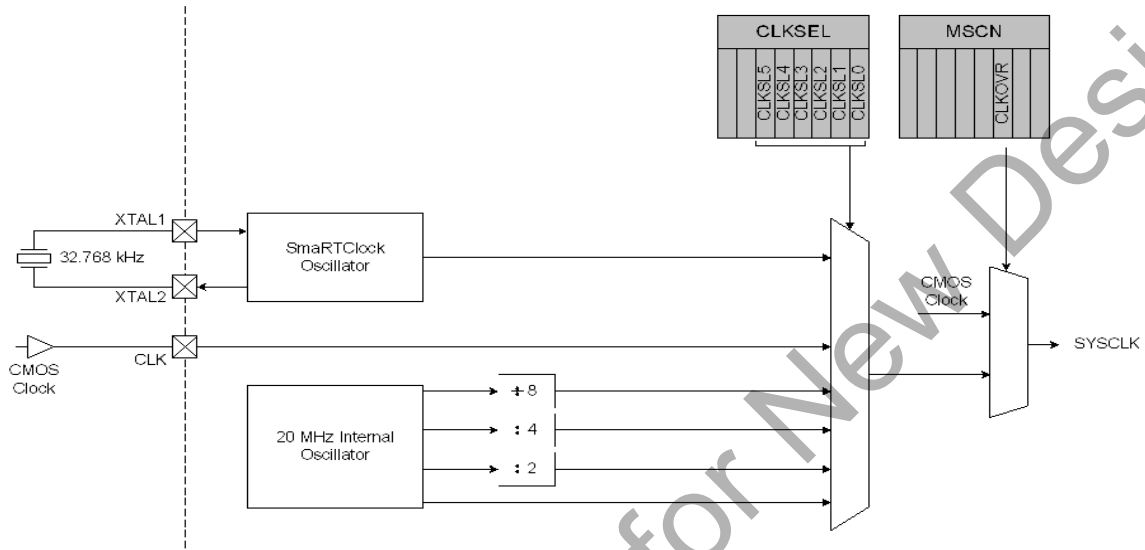 CLKSEL
CLKSL5
CLKSL4
CLKSL3
CLKSL2
CLKSL1
CLKSL0
MSCN
CLKOVR
XTAL1
32.768 kHz
XTAL2
SmaRTClock
Oscillator
CLK
CMOS
Clock
20 MHz Internal
Oscillator
÷ 8
÷ 4
÷ 2
CMOS
Clock
SYSCLK
for New Desi